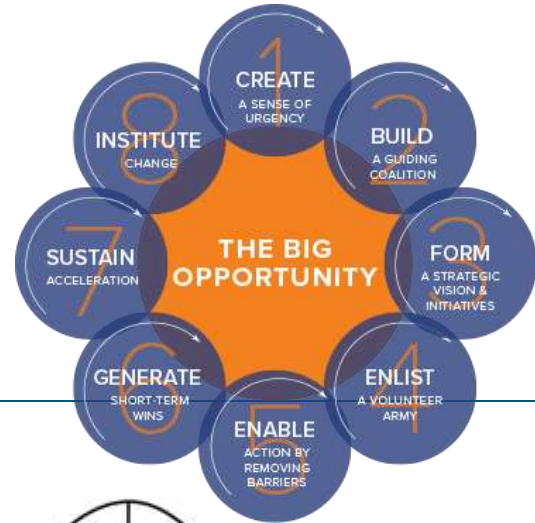 THE BIG
OPPORTUNITY
1
CREATE
A SENSE OF
URGENCY
2
BUILD
A GUIDING
COALITION
3
FORM
A STRATEGIC
VISION &
INITIATIVES
4
ENLIST
A VOLUNTEER
ARMY
5
ENABLE
ACTION BY
REMOVING
BARRIERS
6
GENERATE
SHORT-TERM
WINS
7
SUSTAIN
ACCELERATION
8
INSTITUTE
CHANGE